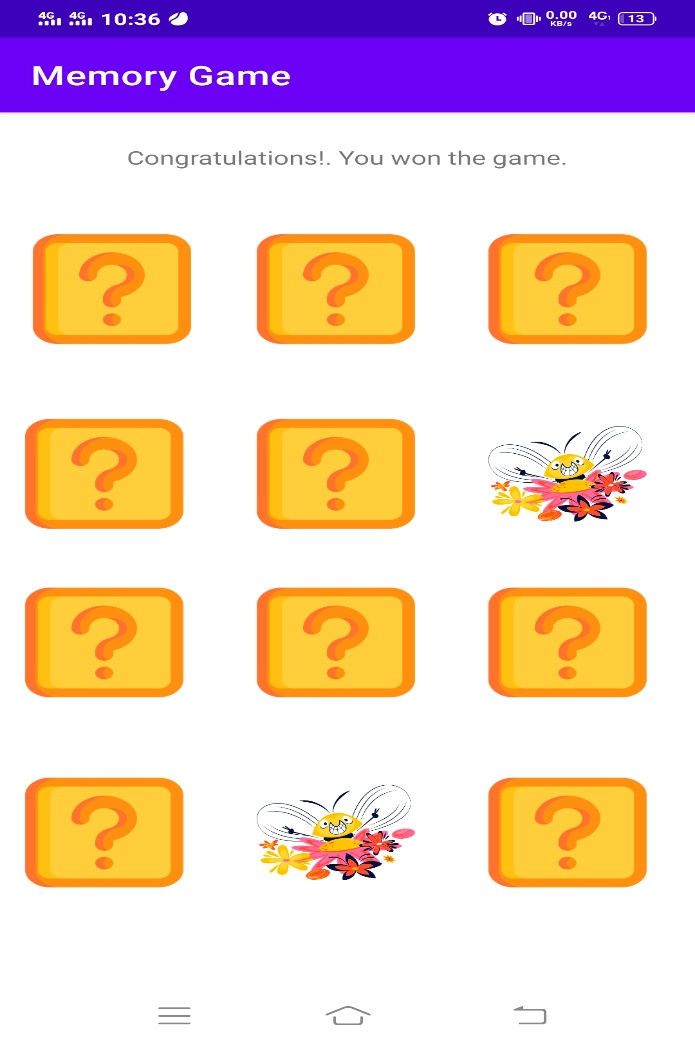 4G 4G 10:36 0.00 KB/s 4G 13
Memory Game
Congratulations!. You won the game.
? ? ?
? ?
? ? ?
? ?